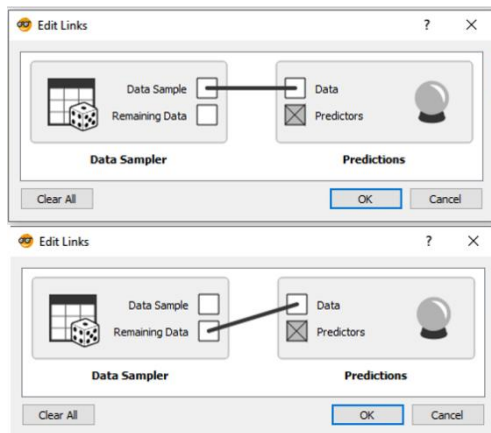 Edit Links ? X
Data Sample Data
Remaining Data Predictors
Data Sampler Predictions
Clear All OK Cancel
Edit Links ? X
Data Sample Data
Remaining Data Predictors
Data Sampler Predictions
Clear All OK Cancel